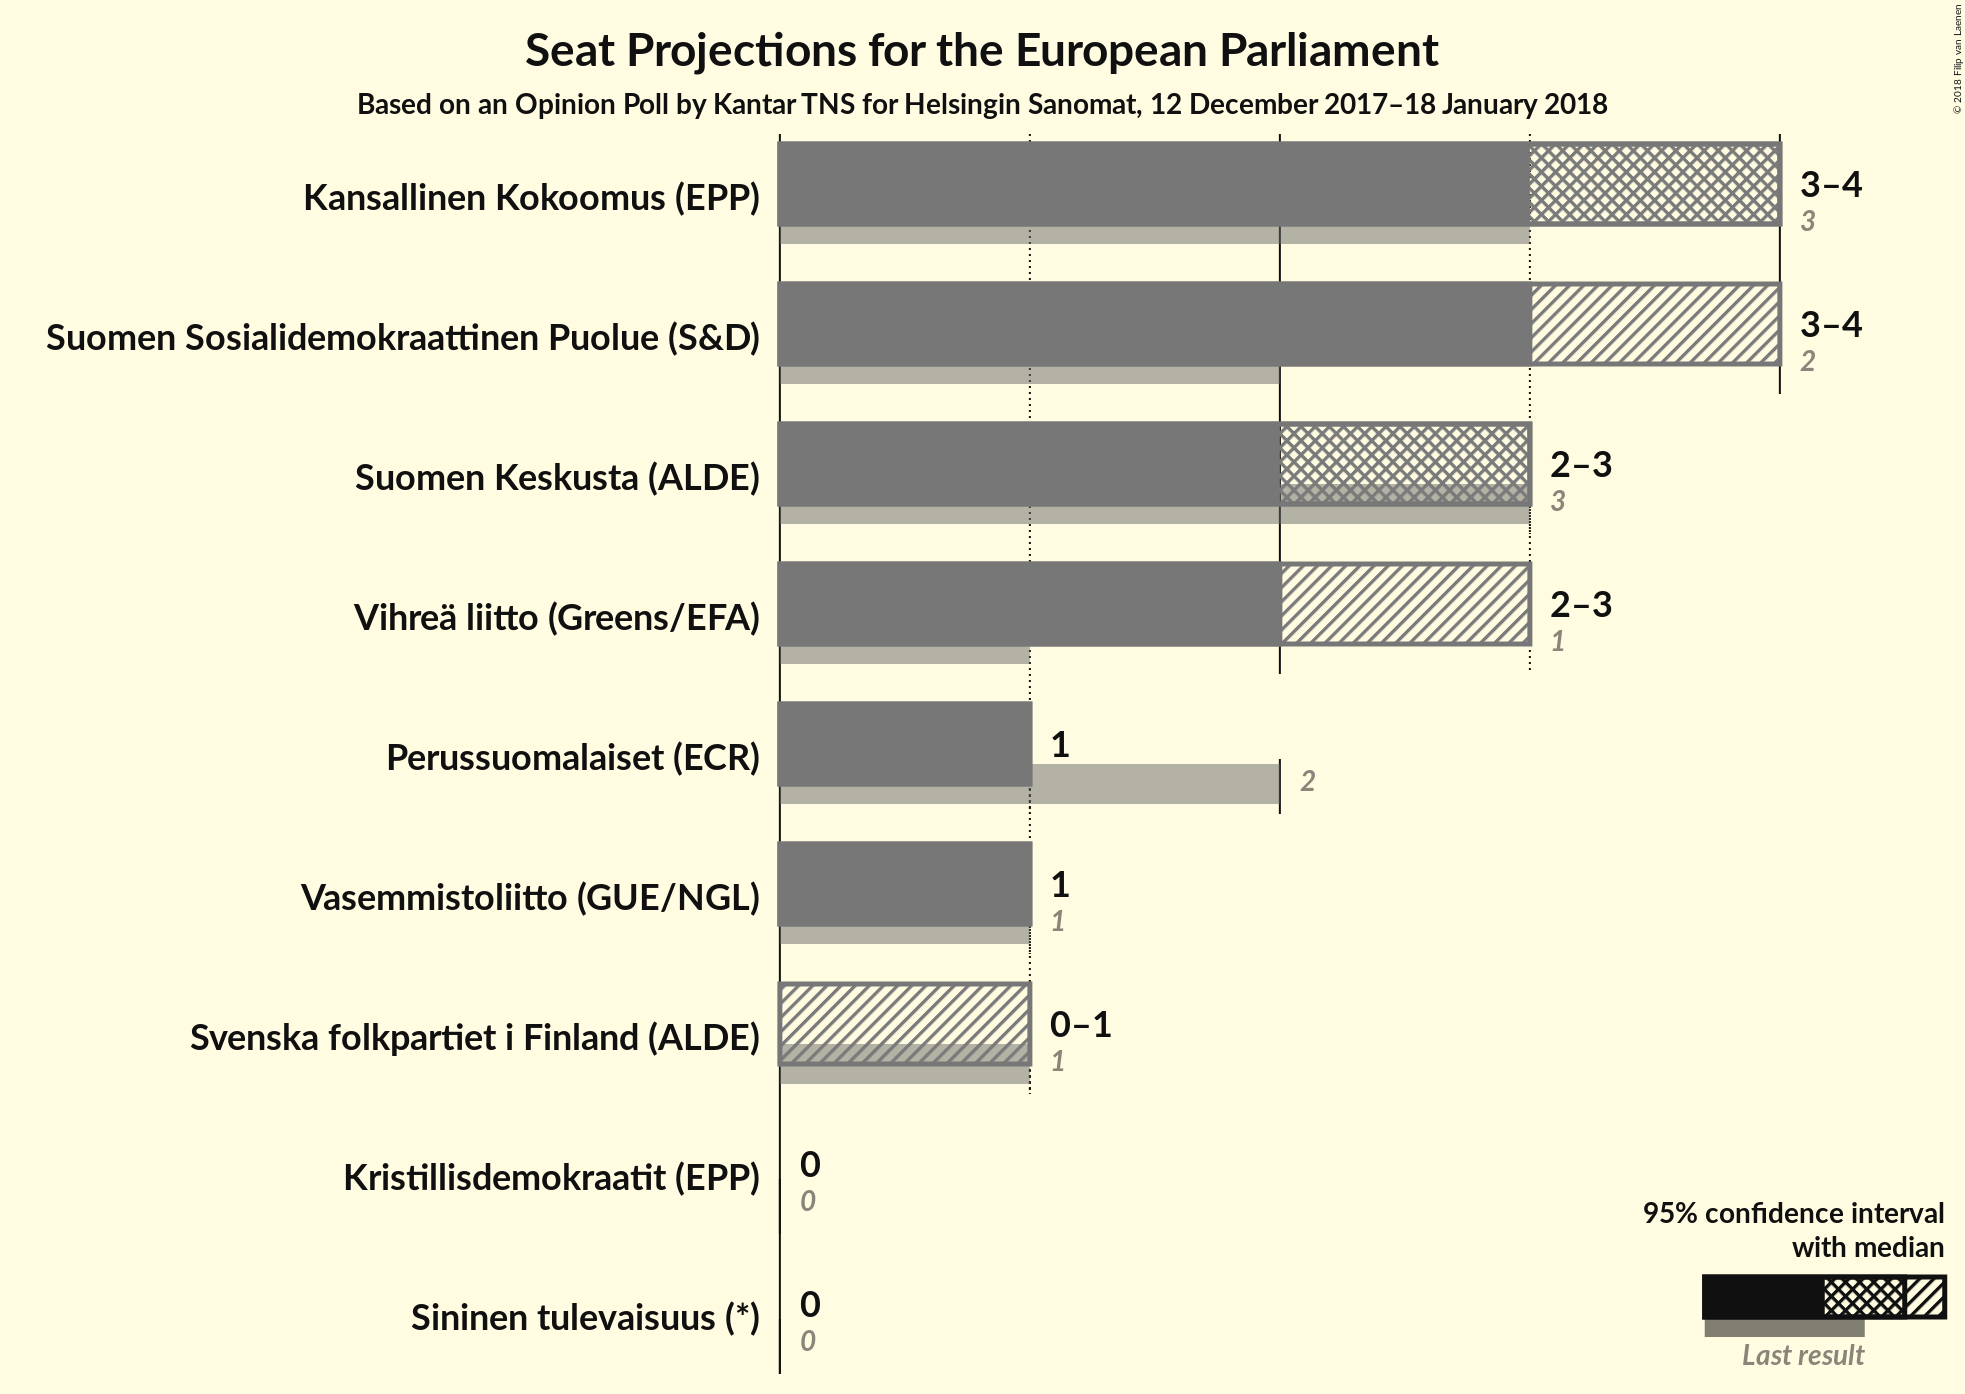 Seat Projections for the European Parliament
Based on an Opinion Poll by Kantar TNS for Helsingin Sanomat, 12 December 2017–18 January 2018
© 2018 Filip van Laenen
Kansallinen Kokoomus (EPP)
3–4
3
Suomen Sosialidemokraattinen Puolue (S&D)
3–4
2
Suomen Keskusta (ALDE)
2–3
3
Vihreä liitto (Greens/EFA)
2–3
1
Perussuomalaiset (ECR)
1
2
Vasemmistoliitto (GUE/NGL)
1
1
Svenska folkpartiet i Finland (ALDE)
0–1
1
Kristillisdemokraatit (EPP)
0
0
Sininen tulevaisuus (*)
0
0
95% confidence interval
with median
Last result